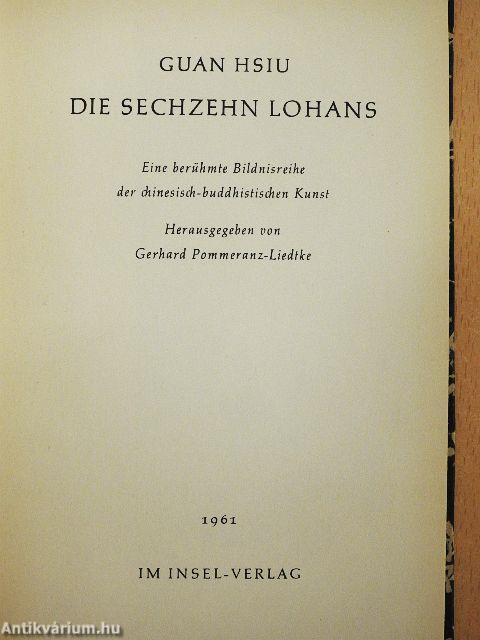 GUAN HSIU
DIE SECHZEHN LOHANS
Eine berühmte Bildnisreihe
der chinesisch-buddhistischen Kunst
Herausgegeben von
Gerhard Pommeranz-Liedtke
1961
IM INSEL-VERLAG
Antikvárium.hu